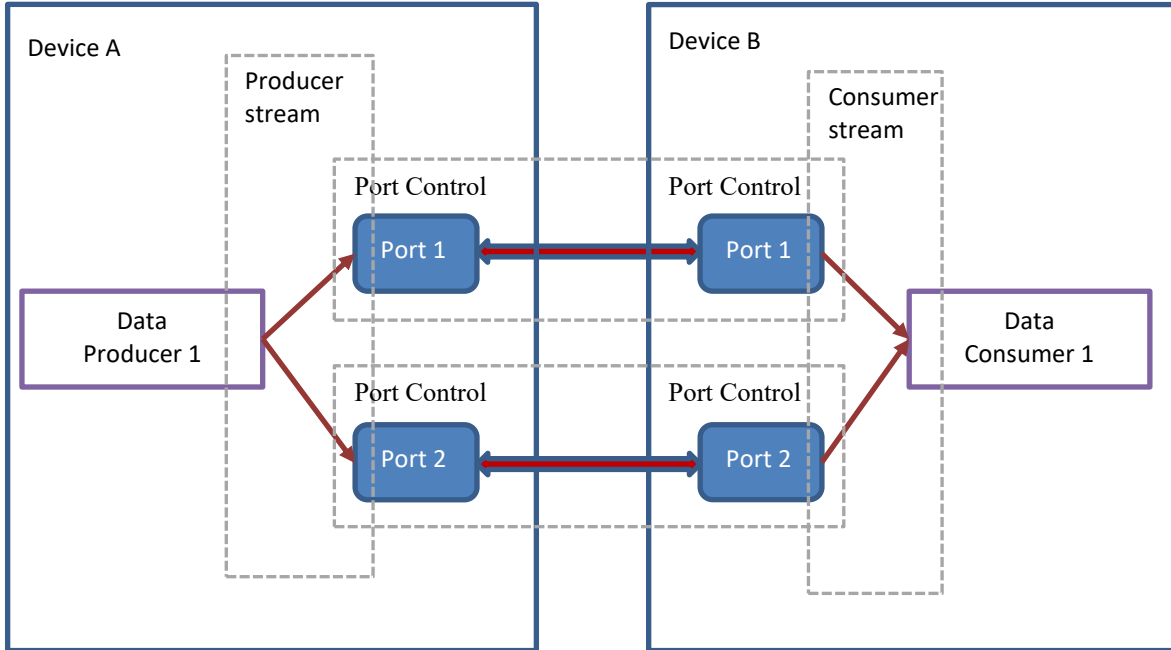 Device A
Device B
Producer
stream
Consumer
stream
Port Control
Port Control
Port 1
Port 1
Data
Producer 1
Data
Consumer 1
Port Control
Port Control
Port 2
Port 2